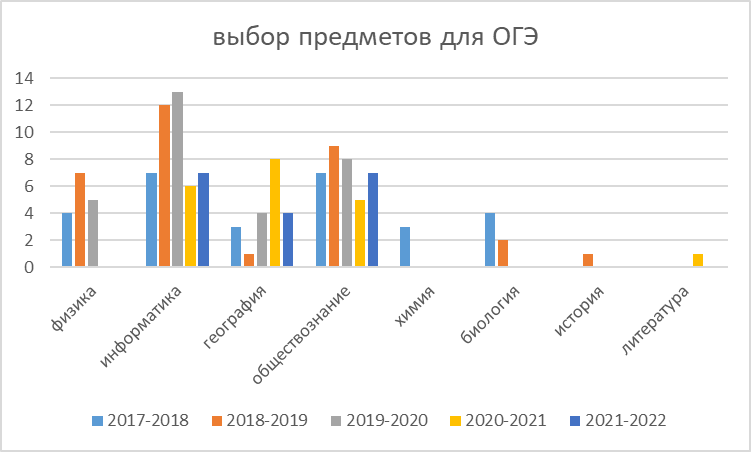 выбор предметов для ОГЭ
14
12
10
8
6
4
2
0
физика
информатика
география
обществознание
химия
биология
история
литература
2017-2018 2018-2019 2019-2020 2020-2021 2021-2022